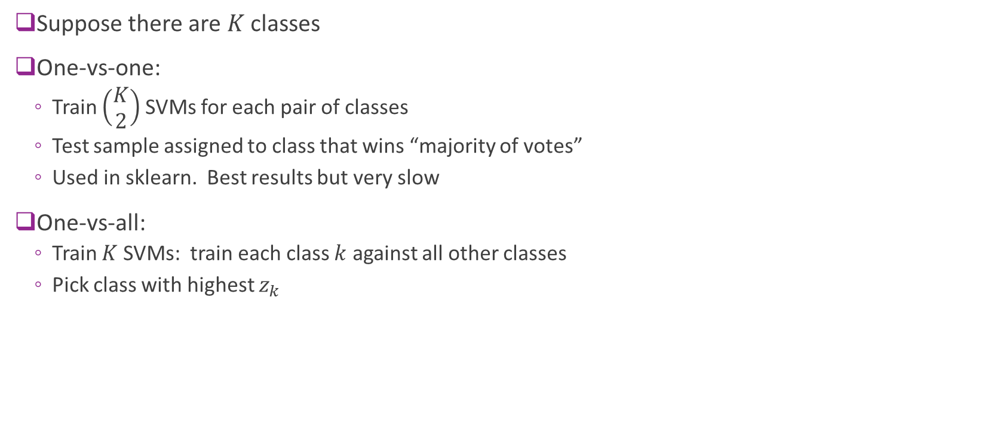 ❑Suppose there are K classes
❑One-vs-one:
◦ Train (K 2) SVMs for each pair of classes
◦ Test sample assigned to class that wins “majority of votes”
◦ Used in sklearn.  Best results but very slow
❑One-vs-all:
◦ Train K SVMs:  train each class k against all other classes
◦ Pick class with highest z_k